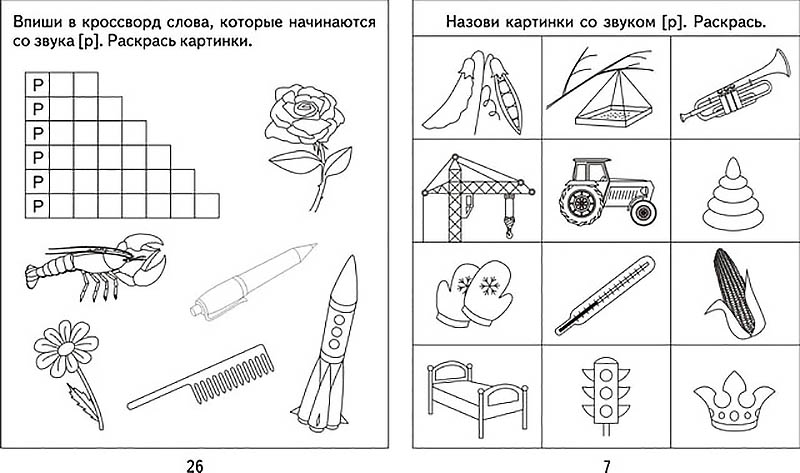 Впиши в кроссворд слова, которые начинаются
со звука [р]. Раскрась картинки.
Р
Р
Р
Р
Р
Р
26
Назови картинки со звуком [р]. Раскрась.
7